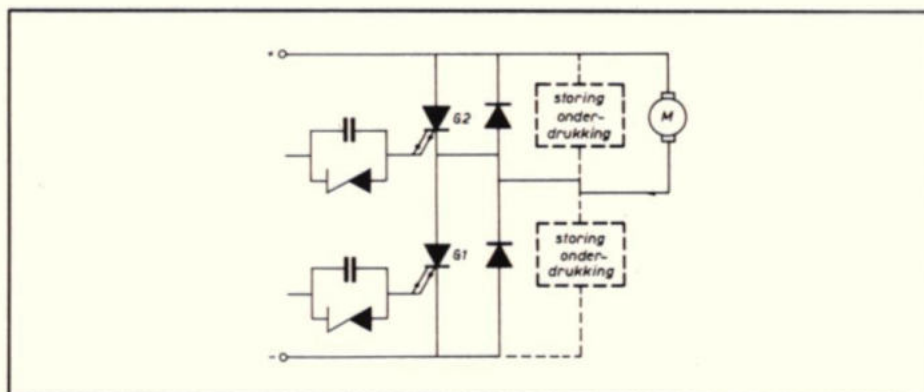 +
G2
storing
onder-
drukking
M
G1
storing
onder-
drukking
-